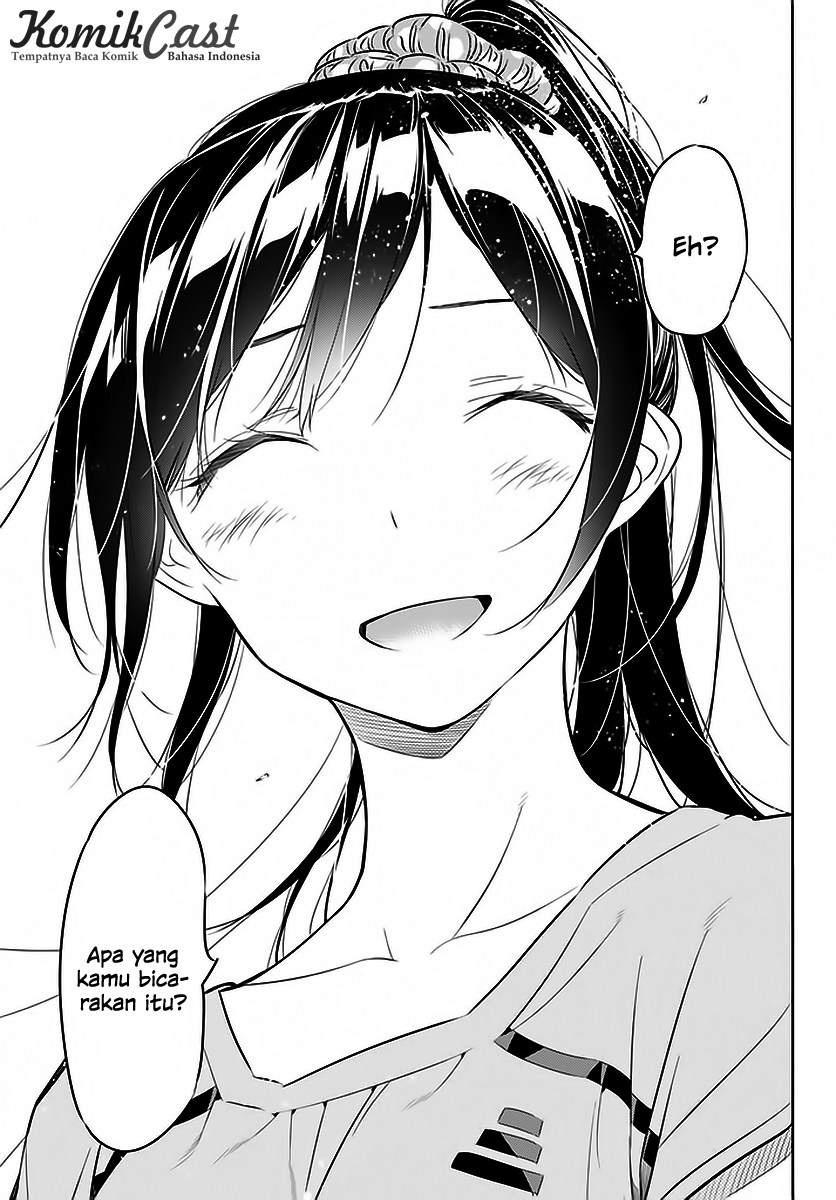 KomikCast
Tempatnya Baca Komik Bahasa Indonesia
Eh?
Apa yang
kamu bica-
rakan itu?